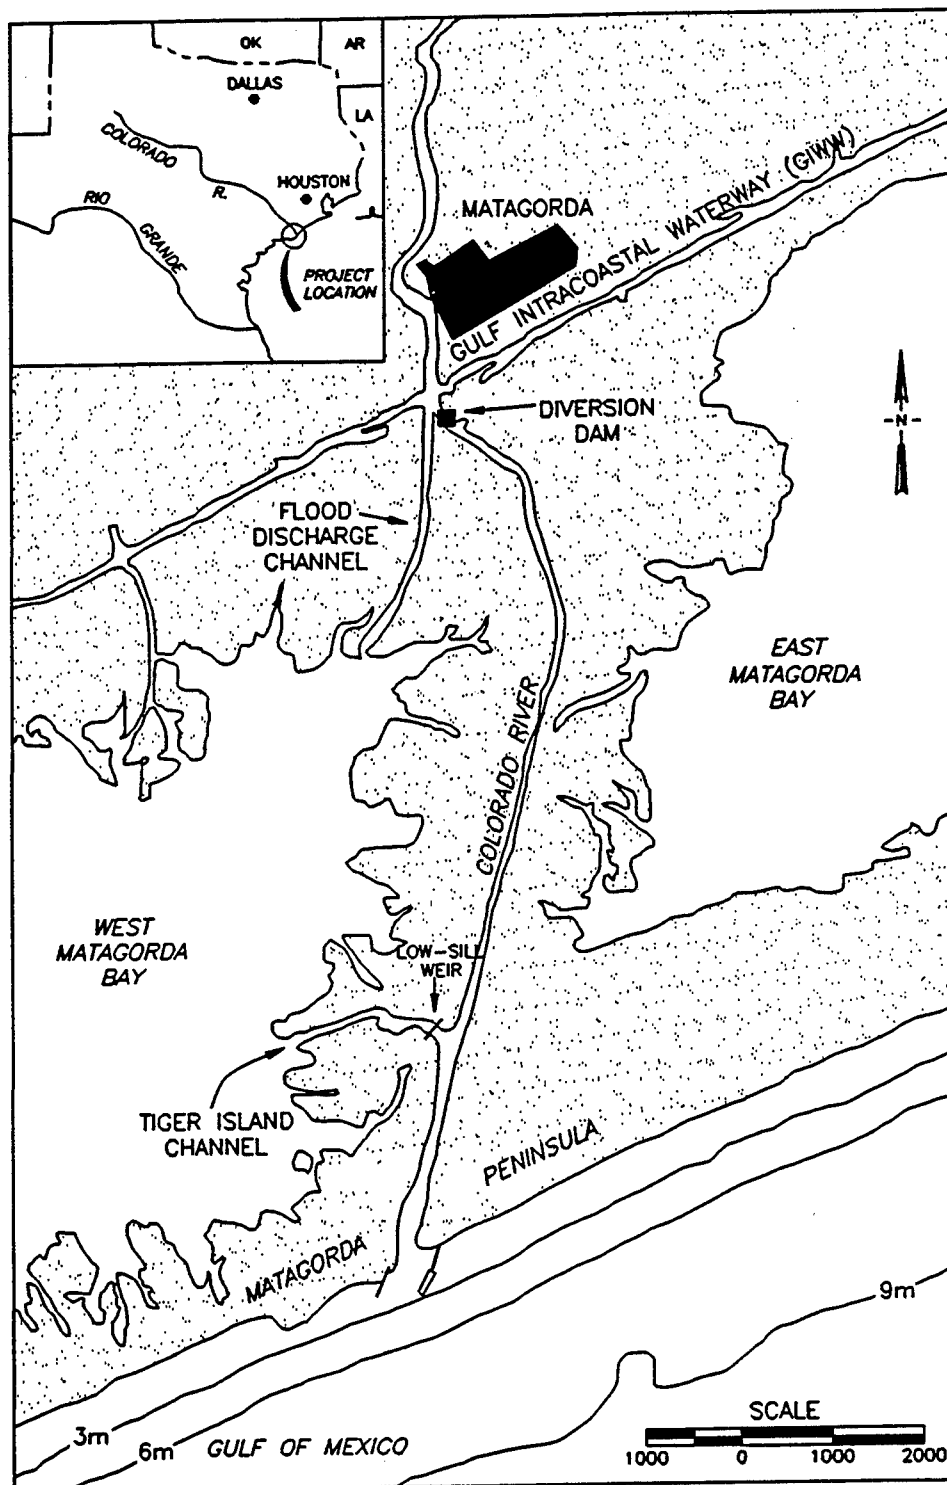 OK
AR
DALLAS
LA
COLORADO
R.
HOUSTON
RIO
GRANDE
PROJECT
LOCATION
MATAGORDA
GULF INTRACOASTAL WATERWAY (GIWW)
DIVERSION
DAM
N
FLOOD
DISCHARGE
CHANNEL
EAST
MATAGORDA
BAY
COLORADO RIVER
WEST
MATAGORDA
BAY
LOW-SILL
WEIR
TIGER ISLAND
CHANNEL
PENINSULA
MATAGORDA
9m
3m
6m
GULF OF MEXICO
SCALE
1000 0 1000 2000